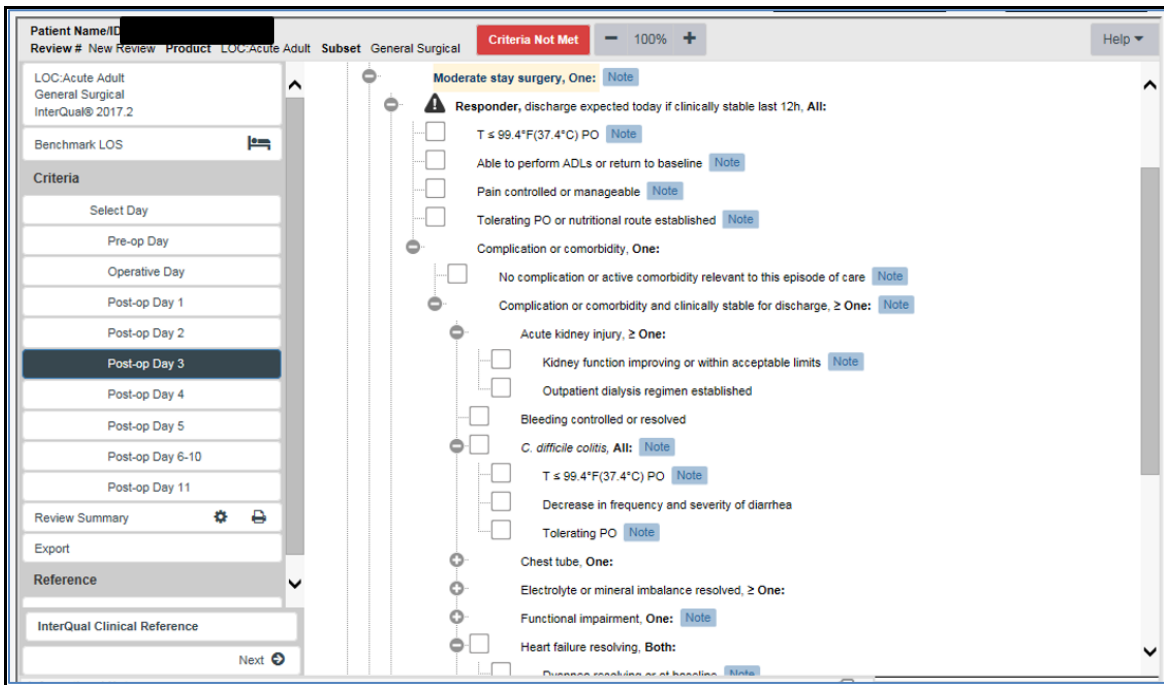 Patient Name/ID
Review # New Review Product LOC:Acute Adult Subset General Surgical
Criteria Not Met
100%
Help
LOC:Acute Adult
General Surgical
InterQual® 2017.2
Benchmark LOS
Criteria
Select Day
Pre-op Day
Operative Day
Post-op Day 1
Post-op Day 2
Post-op Day 3
Post-op Day 4
Post-op Day 5
Post-op Day 6-10
Post-op Day 11
Review Summary
Export
Reference
InterQual Clinical Reference
Next
Moderate stay surgery, One: Note
Responder, discharge expected today if clinically stable last 12h, All:
T ≤ 99.4°F(37.4°C) PO Note
Able to perform ADLs or return to baseline Note
Pain controlled or manageable Note
Tolerating PO or nutritional route established Note
Complication or comorbidity, One:
No complication or active comorbidity relevant to this episode of care Note
Complication or comorbidity and clinically stable for discharge, ≥ One: Note
Acute kidney injury, ≥ One:
Kidney function improving or within acceptable limits Note
Outpatient dialysis regimen established
Bleeding controlled or resolved
C. difficile colitis, All: Note
T ≤ 99.4°F(37.4°C) PO Note
Decrease in frequency and severity of diarrhea
Tolerating PO Note
Chest tube, One:
Electrolyte or mineral imbalance resolved, ≥ One:
Functional impairment, One: Note
Heart failure resolving, Both:
Dyspnea resolving or at baseline Note